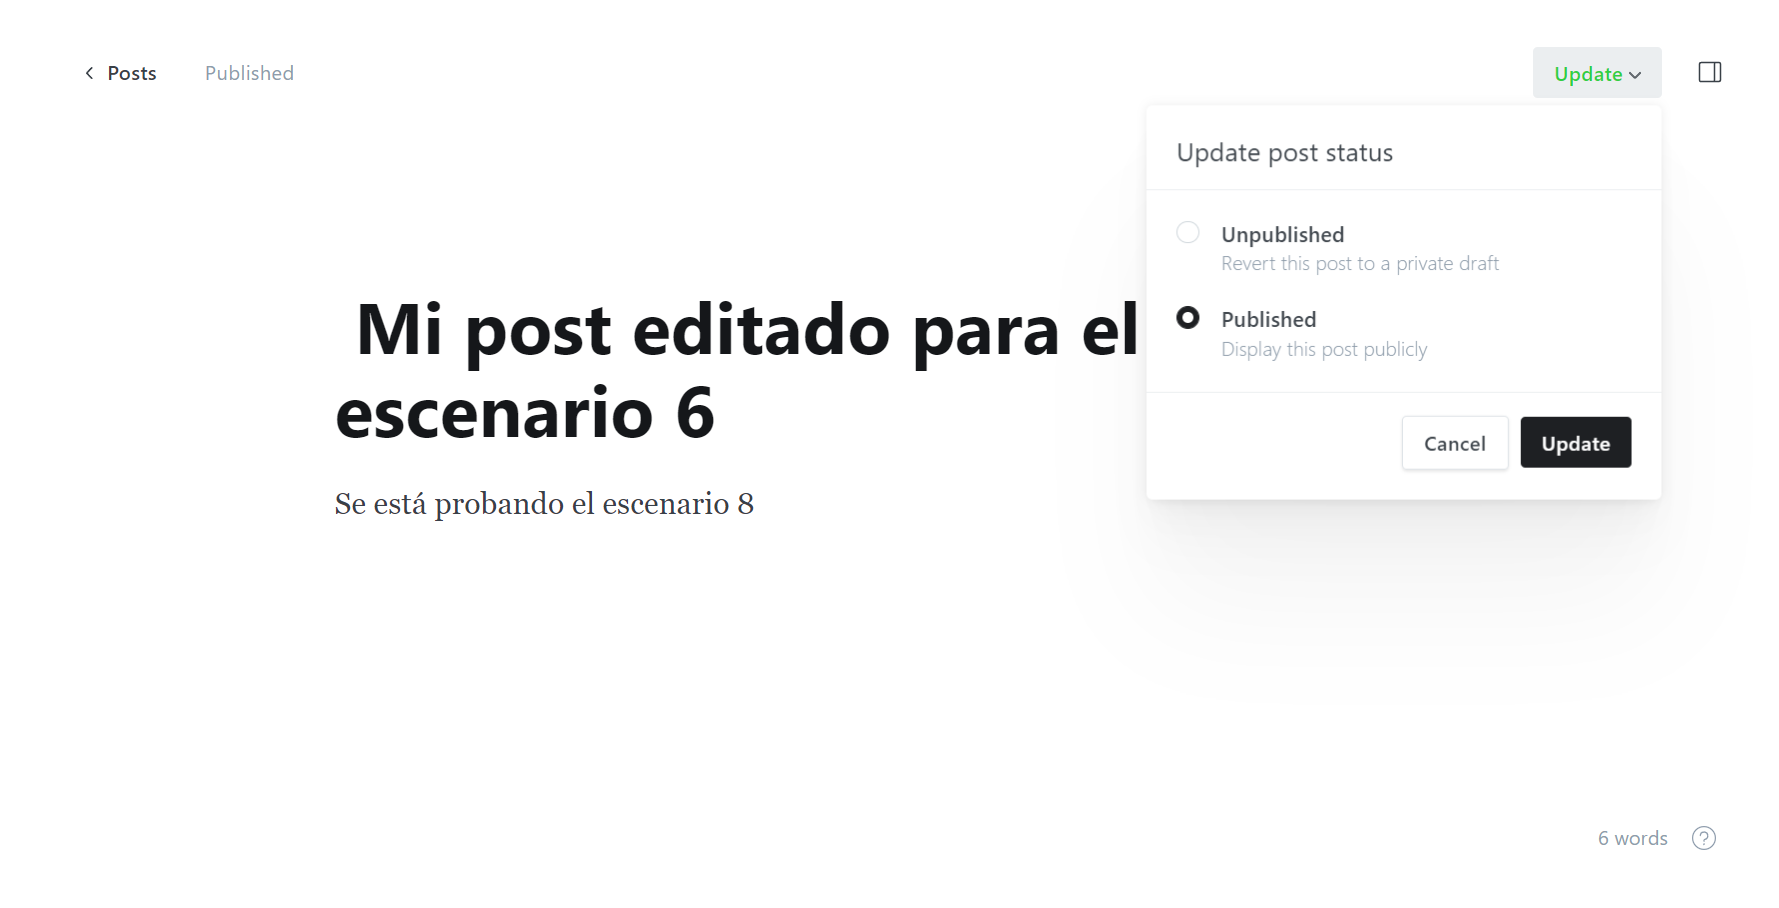 Posts
Published
Update
Update post status
Unpublished
Revert this post to a private draft
Published
Display this post publicly
Cancel
Update
Mi post editado para el
escenario 6
Se está probando el escenario 8
6 words
?